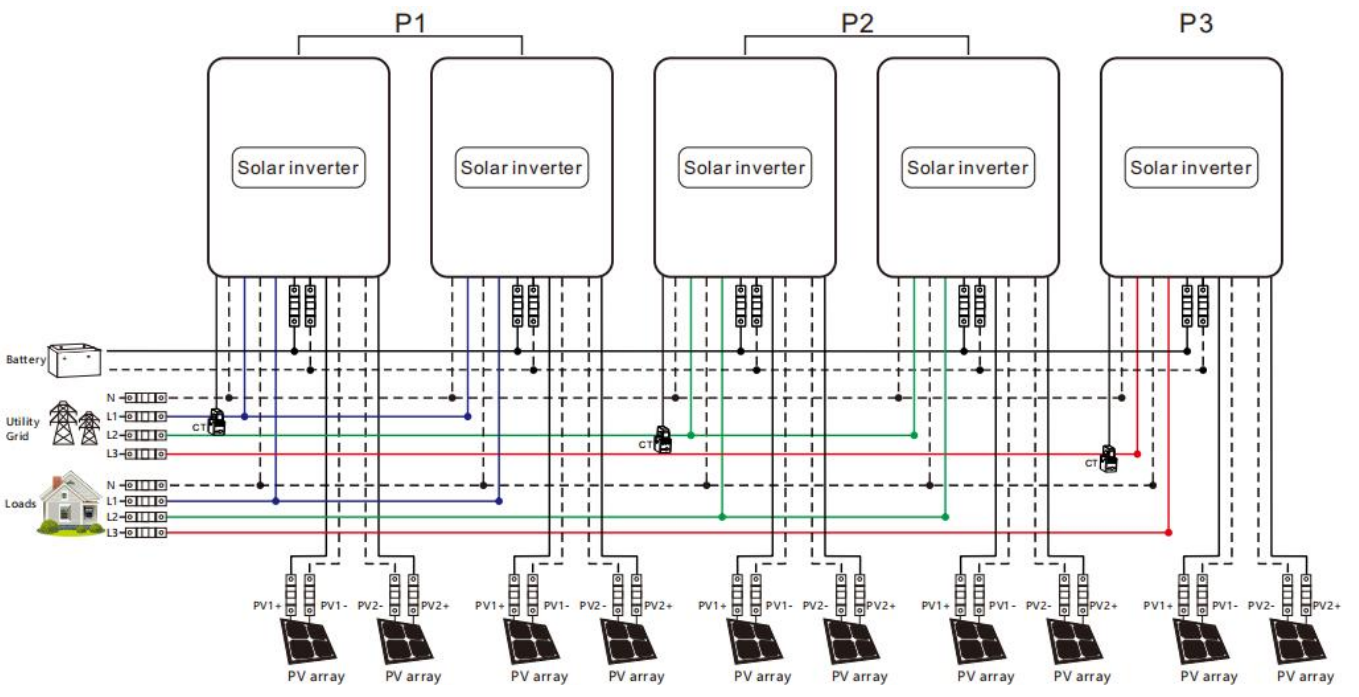 P1 P2 P3
Solar inverter Solar inverter Solar inverter Solar inverter Solar inverter
Battery
N
Utility Grid
L1
L2
L3
CT CT CT
N
Loads
L1
L2
L3
PV1+ PV1- PV2- PV2+ PV1+ PV1- PV2- PV2+ PV1+ PV1- PV2- PV2+ PV1+ PV1- PV2- PV2+ PV1+ PV1- PV2- PV2+
PV array PV array PV array PV array PV array PV array PV array PV array PV array PV array